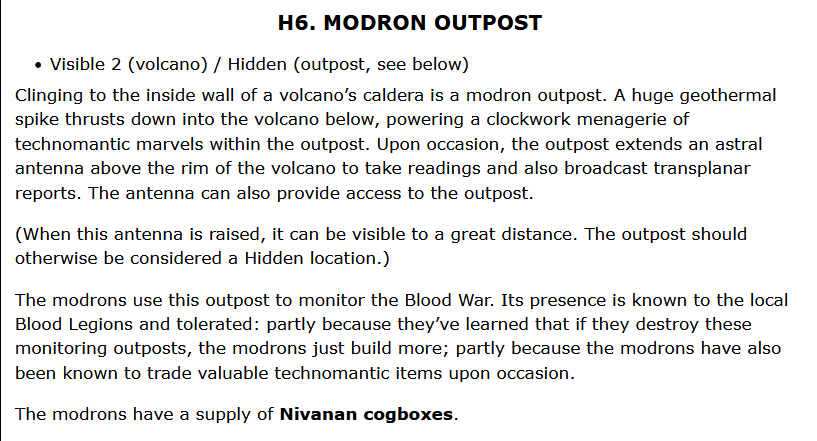 H6. MODRON OUTPOST
• Visible 2 (volcano) / Hidden (outpost, see below)
Clinging to the inside wall of a volcano’s caldera is a modron outpost. A huge geothermal
spike thrusts down into the volcano below, powering a clockwork menagerie of
technomantic marvels within the outpost. Upon occasion, the outpost extends an astral
antenna above the rim of the volcano to take readings and also broadcast transplanar
reports. The antenna can also provide access to the outpost.
(When this antenna is raised, it can be visible to a great distance. The outpost should
otherwise be considered a Hidden location.)
The modrons use this outpost to monitor the Blood War. Its presence is known to the local
Blood Legions and tolerated: partly because they’ve learned that if they destroy these
monitoring outposts, the modrons just build more; partly because the modrons have also
been known to trade valuable technomantic items upon occasion.
The modrons have a supply of Nivanan cogboxes.